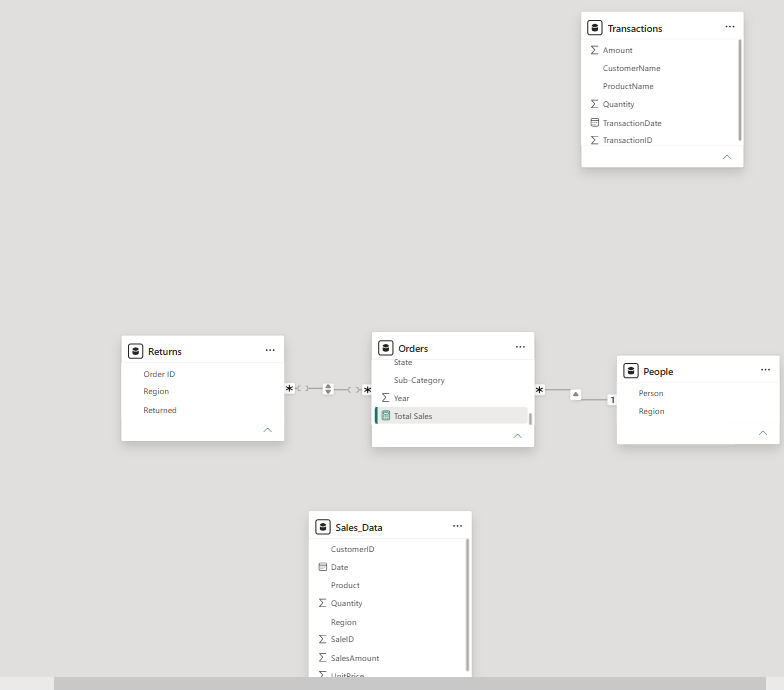 Transactions
Amount
CustomerName
ProductName
Quantity
TransactionDate
TransactionID
Returns
Order ID
Region
Returned
Orders
State
Sub-Category
Year
Total Sales
People
Person
Region
1
Sales_Data
CustomerID
Date
Product
Quantity
Region
SaleID
SalesAmount
UnitPrice